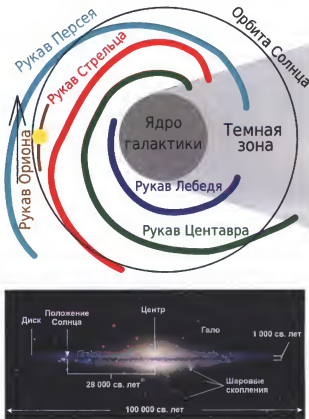 Рукав Персея
Орбита Солнца
Рукав Стрельца
Рукав Ориона
Ядро
галактики
Темная
зона
Рукав Лебедя
Рукав Центавра
Диск
Положение
Солнца
Центр
Гало
1 000 св. лет
28 000 св. лет
Шаровые
скопления
100 000 св. лет